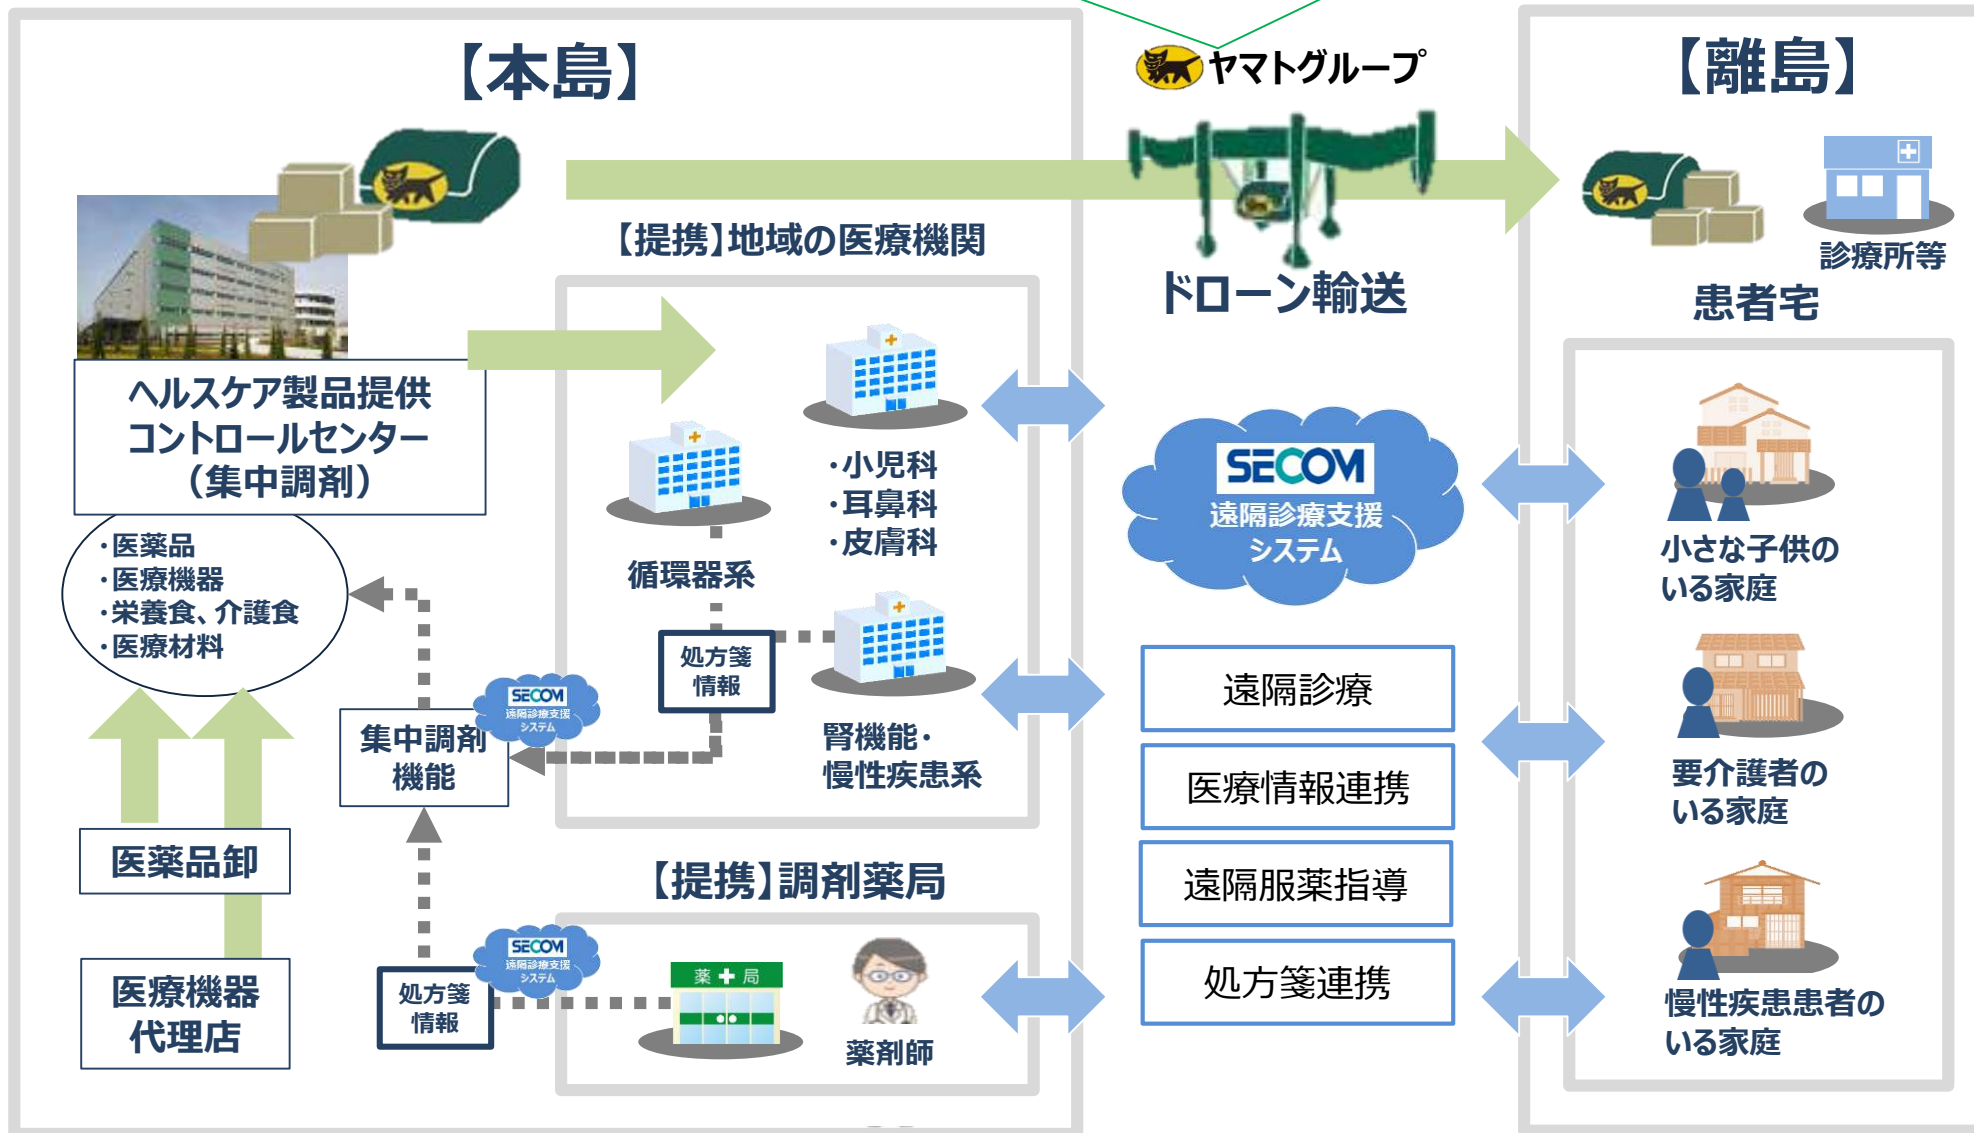 【本島】
ヤマトグループ
【離島】
【提携】地域の医療機関
ドローン輸送
診療所等
患者宅
ヘルスケア製品提供
コントロールセンター
（集中調剤）
・医薬品
・医療機器
・栄養食、介護食
・医療材料
・小児科
・耳鼻科
・皮膚科
循環器系
処方箋
情報
腎機能・
慢性疾患系
SECOM
遠隔診療支援
システム
集中調剤
機能
医薬品卸
医療機器
代理店
【提携】調剤薬局
SECOM
遠隔診療支援
システム
処方箋
情報
薬 局
薬剤師
SECOM
遠隔診療支援
システム
遠隔診療
医療情報連携
遠隔服薬指導
処方箋連携
小さな子供の
いる家庭
要介護者の
いる家庭
慢性疾患患者の
いる家庭